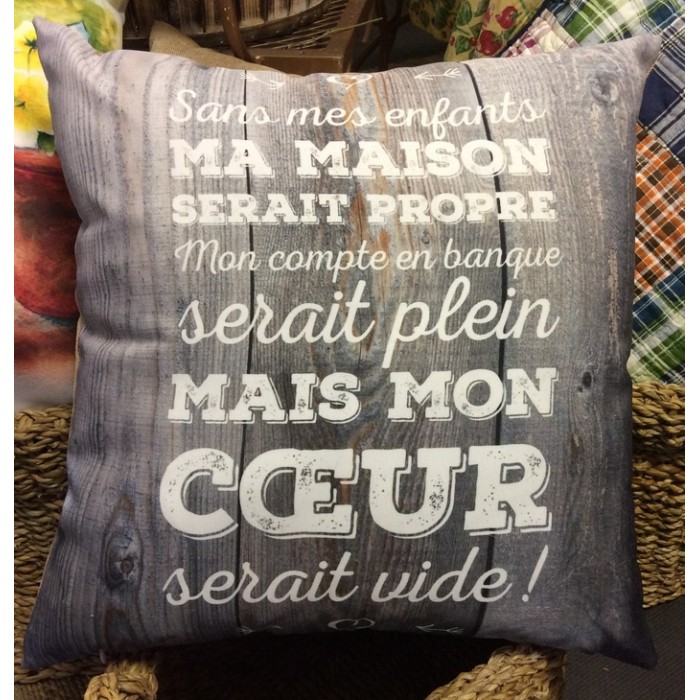 Sans mes enfants
MA MAISON
SERAIT PROPRE
Mon compte en banque
serait plein
MAIS MON
CŒUR
serait vide !